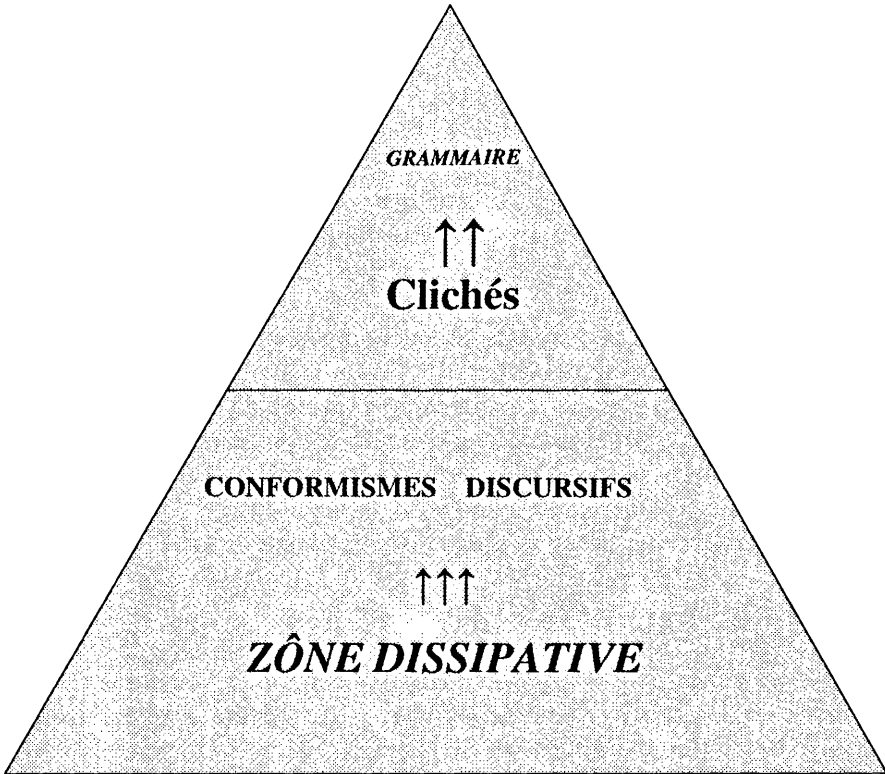 GRAMMAIRE
↑↑
Clichés
CONFORMISMES DISCURSIFS
↑↑↑
ZÔNE DISSIPATIVE